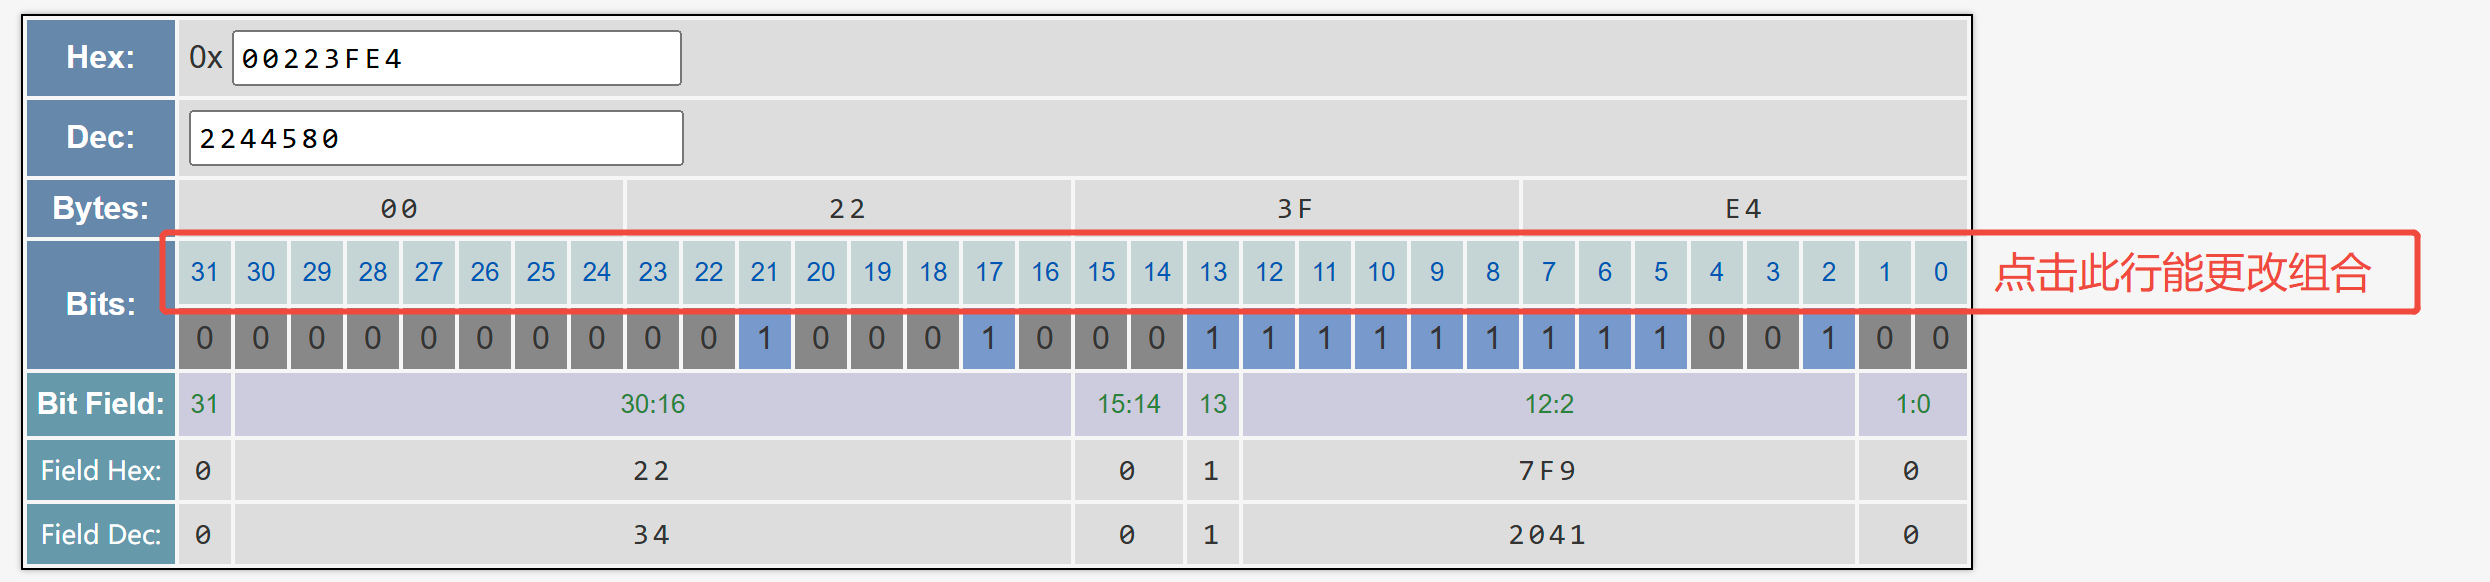 Hex: 0x 00223FE4
Dec: 2244580
Bytes: 00 22 3F E4
31 30 29 28 27 26 25 24 23 22 21 20 19 18 17 16 15 14 13 12 11 10 9 8 7 6 5 4 3 2 1 0 点击此行能更改组合
Bits:
0 0 0 0 0 0 0 0 0 0 1 0 0 0 1 0 0 0 1 1 1 1 1 1 1 1 1 0 0 1 0 0
Bit Field: 31 30:16 15:14 13 12:2 1:0
Field Hex: 0 22 0 1 7F9 0
Field Dec: 0 34 0 1 2041 0